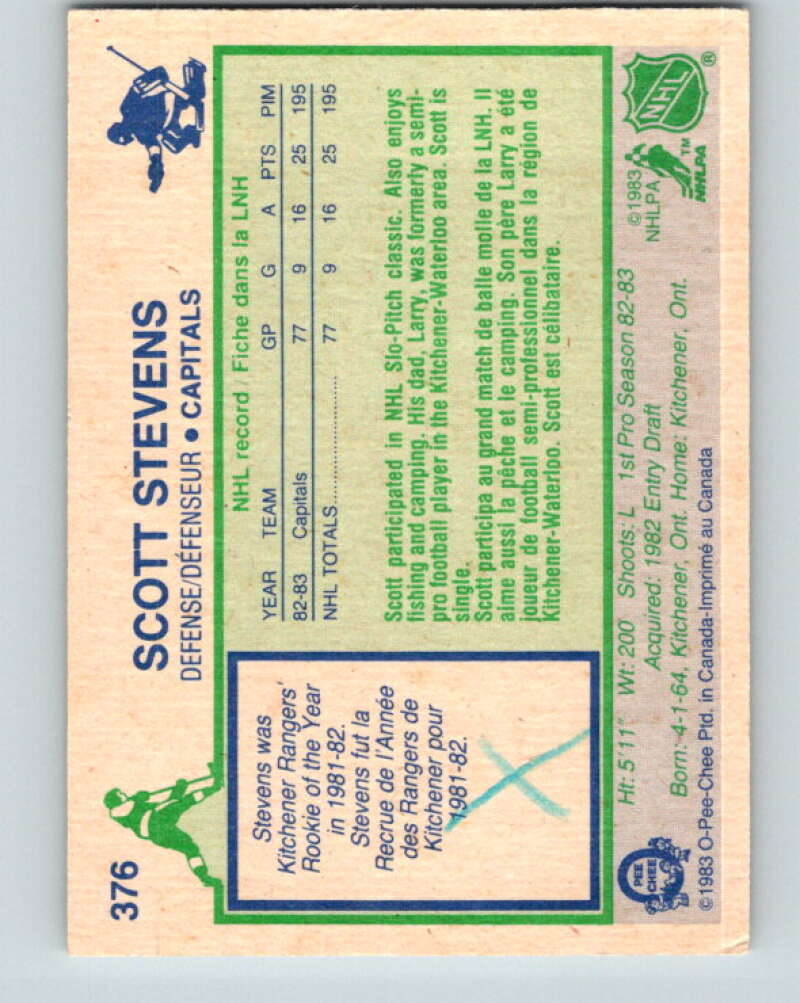 376
SCOTT STEVENS
DEFENSE/DÉFENSEUR • CAPITALS
Stevens was
Kitchener Rangers'
Rookie of the Year
in 1981-82.
Stevens fut la
Recrue de l'Année
des Rangers de
Kitchener pour
1981-82.
NHL record / Fiche dans la LNH
YEAR TEAM GP G A PTS PIM
82-83 Capitals 77 9 16 25 195
NHL TOTALS.......................... 77 9 16 25 195
Scott participated in NHL Slo-Pitch classic. Also enjoys
fishing and camping. His dad, Larry, was formerly a semi-
pro football player in the Kitchener-Waterloo area. Scott is
single.
Scott participa au grand match de balle molle de la LNH. Il
aime aussi la pêche et le camping. Son père Larry a été
joueur de football semi-professionnel dans la région de
Kitchener-Waterloo. Scott est célibataire.
Ht: 5'11" Wt: 200 Shoots: L 1st Pro Season 82-83
Acquired: 1982 Entry Draft
Born: 4-1-64, Kitchener, Ont. Home: Kitchener, Ont.
©1983 O-Pee-Chee Ptd. in Canada-Imprimé au Canada
O
PEE
CHEE
©1983
NHLPA
NHLPA
TM
NHL
®